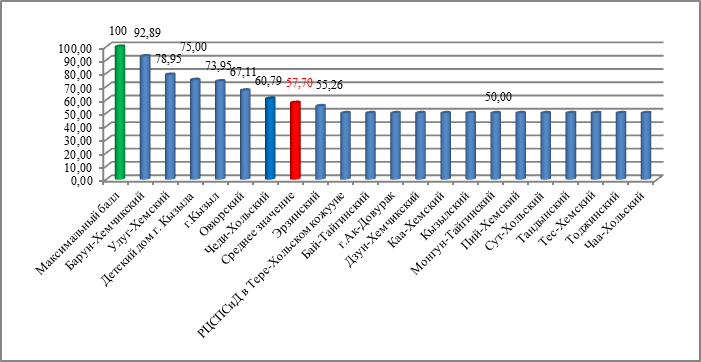 100
92,89
78,95
75,00
73,95
67,11
60,79
57,70
55,26
50,00
100,00
90,00
80,00
70,00
60,00
50,00
40,00
30,00
20,00
10,00
0,00
Максимальный балл
Барун-Хемчикский
Улуг-Хемский
Детский дом г. Кызыла
г.Кызыл
Овюрский
Чеди-Хольский
Среднее значение
Эрзинский
РЦСПСиД в Тере-Хольском кожууне
Бай-Тайгинский
г.Ак-Довурак
Дзун-Хемчикский
Каа-Хемский
Кызылский
Монгун-Тайгинский
Пий-Хемский
Сут-Хольский
Тандынский
Тес-Хемский
Тоджинский
Чаа-Хольский